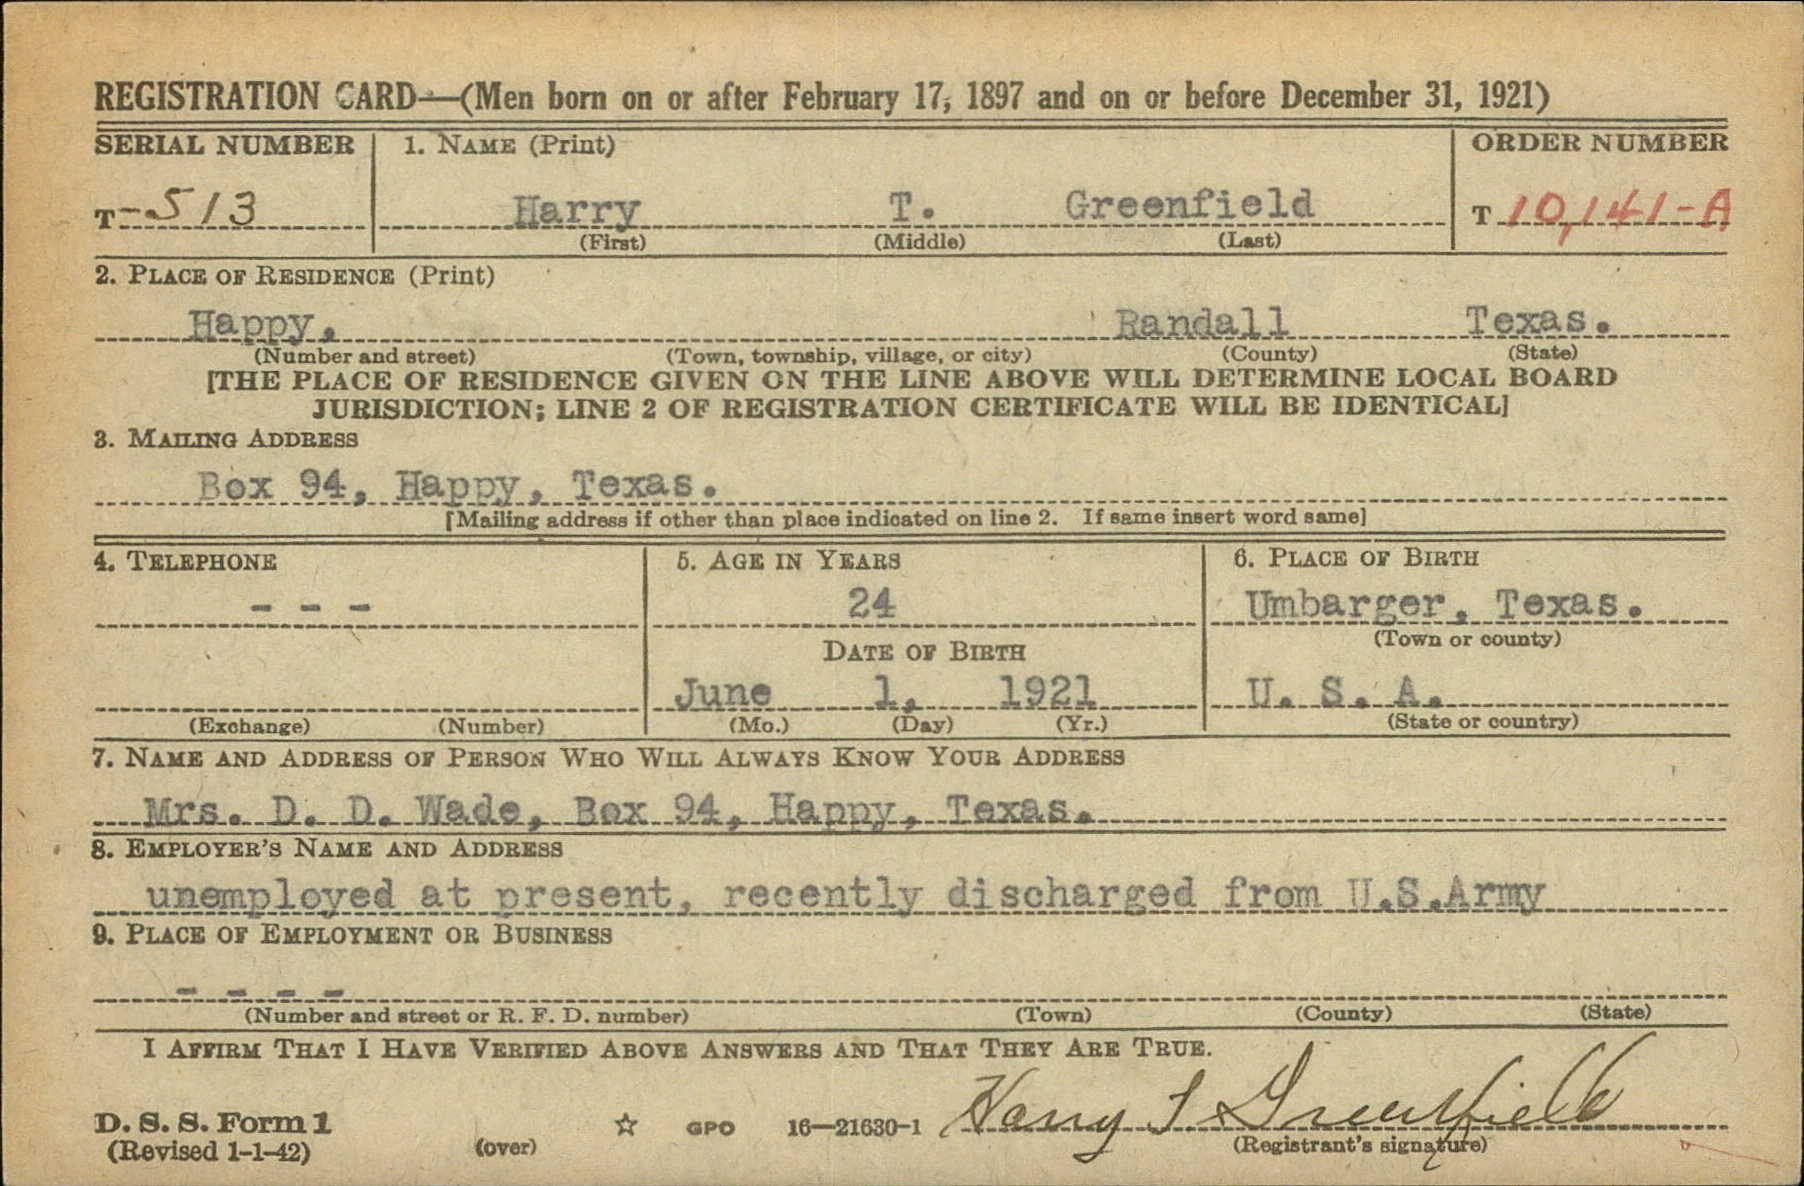 REGISTRATION CARD—(Men born on or after February 17, 1897 and on or before December 31, 1921)
SERIAL NUMBER 1. NAME (Print) ORDER NUMBER
T-513 Harry T. Greenfield T 10,141-A
(First) (Middle) (Last)
2. PLACE OF RESIDENCE (Print)
Happy, Randall Texas.
(Number and street) (Town, township, village, or city) (County) (State)
[THE PLACE OF RESIDENCE GIVEN ON THE LINE ABOVE WILL DETERMINE LOCAL BOARD
JURISDICTION; LINE 2 OF REGISTRATION CERTIFICATE WILL BE IDENTICAL]
3. MAILING ADDRESS
Box 94, Happy, Texas.
[Mailing address if other than place indicated on line 2. If same insert word same]
4. TELEPHONE 5. AGE IN YEARS 6. PLACE OF BIRTH
- - - 24 Umbarger, Texas.
DATE OF BIRTH (Town or county)
June 1, 1921 U. S. A.
(Exchange) (Number) (Mo.) (Day) (Yr.) (State or country)
7. NAME AND ADDRESS OF PERSON WHO WILL ALWAYS KNOW YOUR ADDRESS
Mrs. D. D. Wade, Box 94, Happy, Texas.
8. EMPLOYER'S NAME AND ADDRESS
unemployed at present, recently discharged from U.S.Army
9. PLACE OF EMPLOYMENT OR BUSINESS
- - - -
(Number and street or R. F. D. number) (Town) (County) (State)
I AFFIRM THAT I HAVE VERIFIED ABOVE ANSWERS AND THAT THEY ARE TRUE.
D. S. S. Form 1 ☆ GPO 16—21630-1 Harry T Greenfield
(Revised 1-1-42) (over) (Registrant's signature)